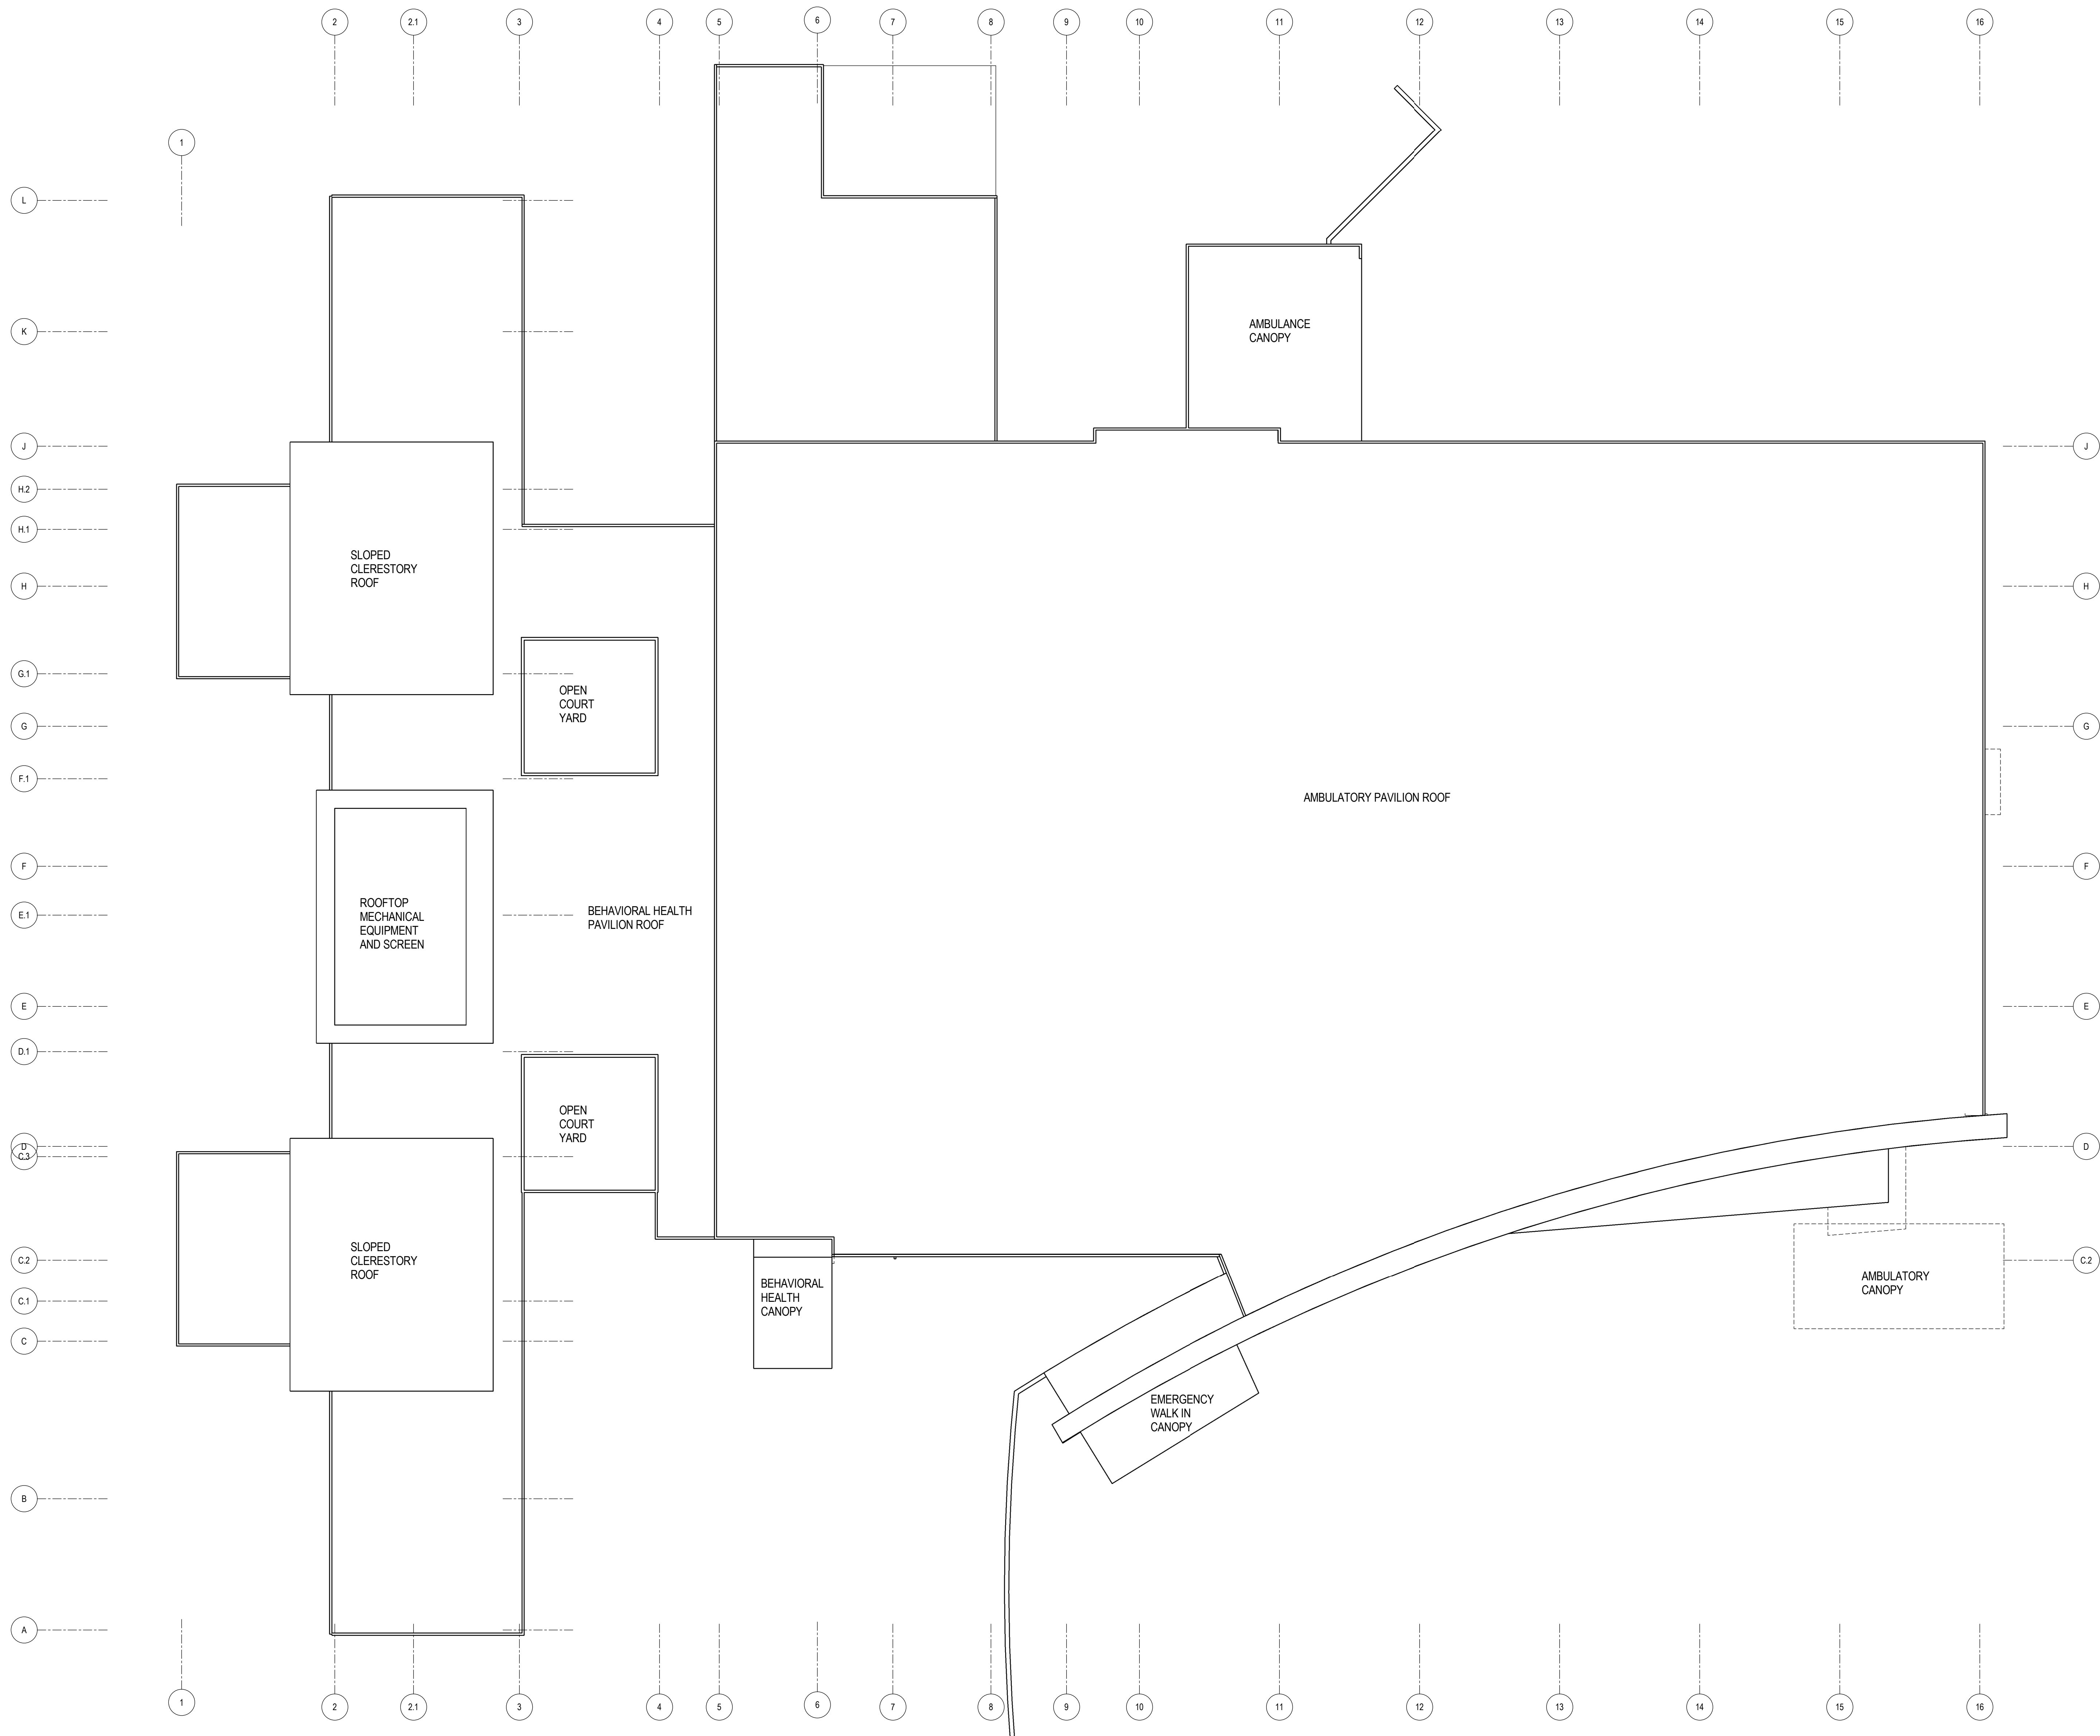 2
2.1
3
4
5
6
7
8
9
10
11
12
13
14
15
16
1
L
K
AMBULANCE
CANOPY
J
J
H.2
H.1
SLOPED
CLERESTORY
ROOF
H
H
G.1
OPEN
COURT
YARD
G
G
F.1
AMBULATORY PAVILION ROOF
F
F
ROOFTOP
MECHANICAL
EQUIPMENT
AND SCREEN
E.1
BEHAVIORAL HEALTH
PAVILION ROOF
E
E
D.1
OPEN
COURT
YARD
D
D
C.3
SLOPED
CLERESTORY
ROOF
C.2
C.2
BEHAVIORAL
HEALTH
CANOPY
AMBULATORY
CANOPY
C.1
C
EMERGENCY
WALK IN
CANOPY
B
A
1
2
2.1
3
4
5
6
7
8
9
10
11
12
13
14
15
16